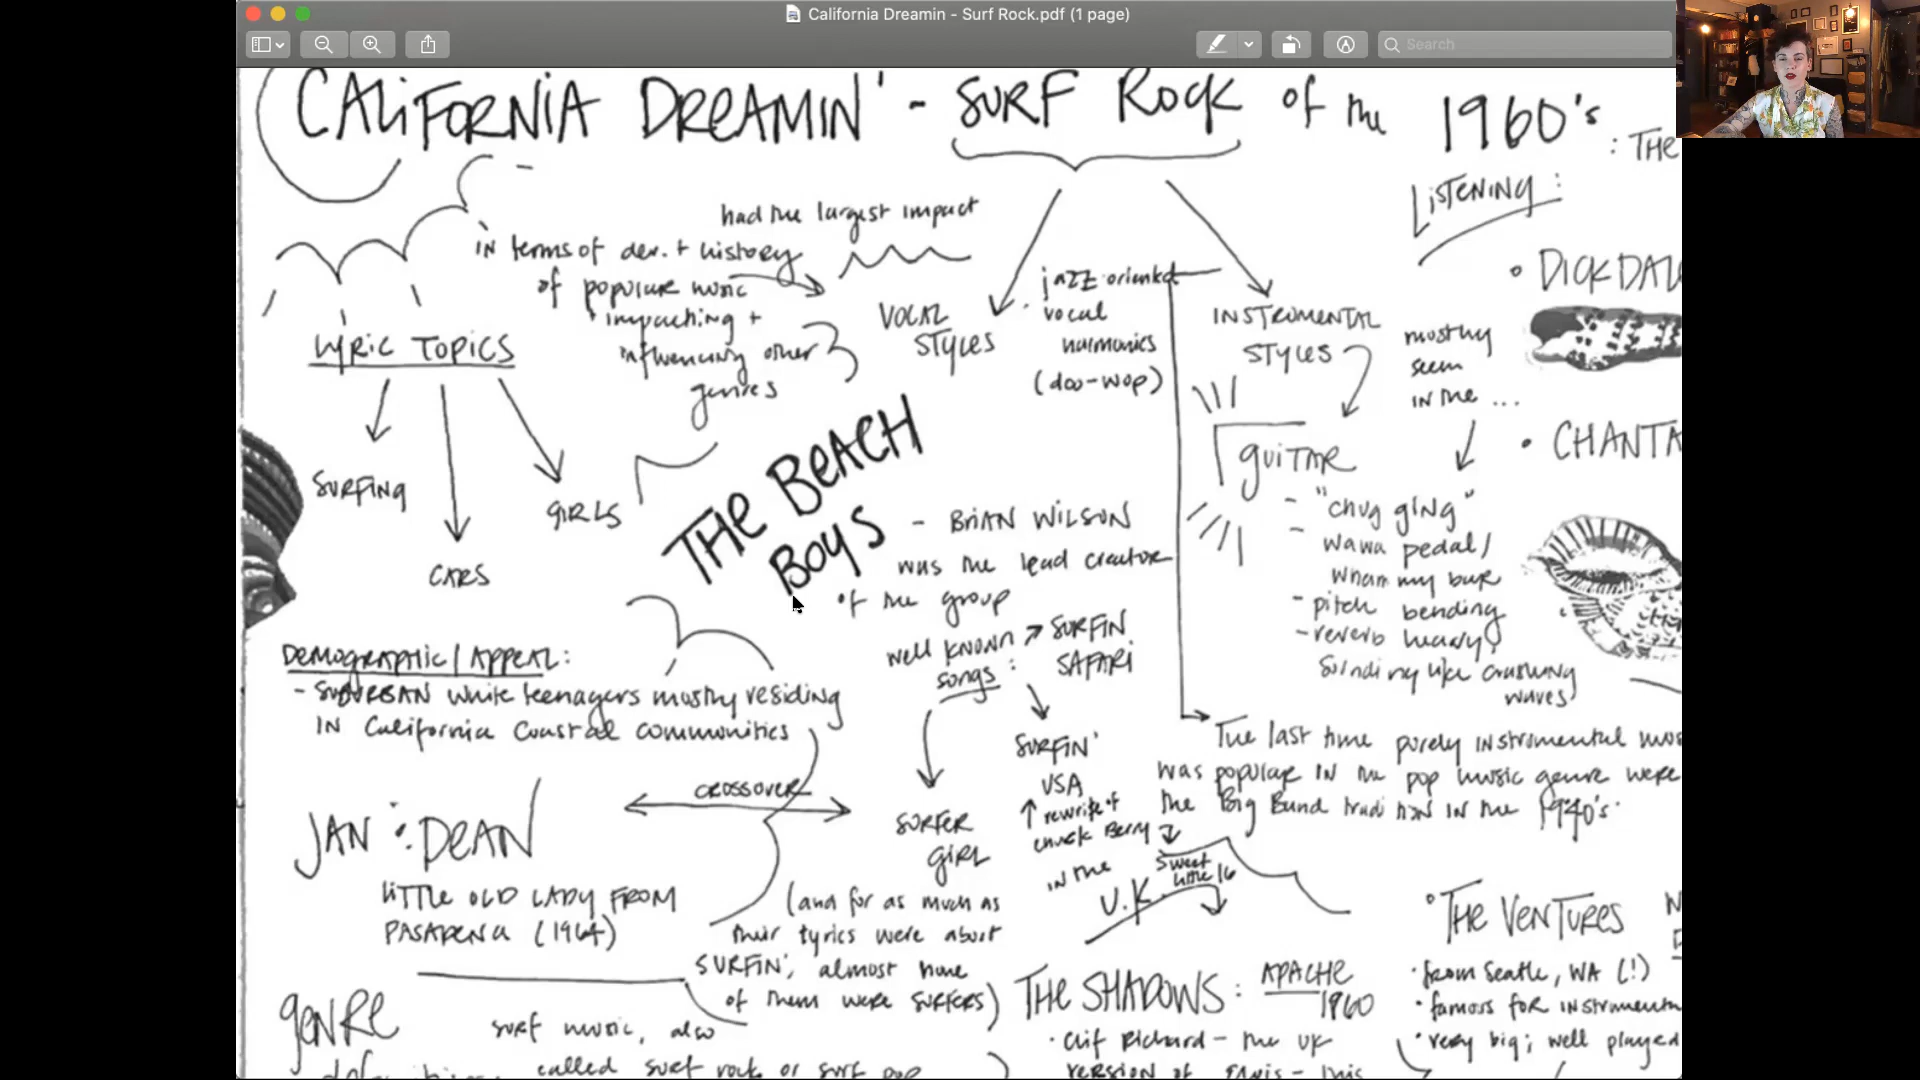 California Dreamin - Surf Rock.pdf (1 page)
Search
CALIFORNIA DREAMIN' - SURF ROCK of the 1960's
: THE
LISTENING :
had the largest impact
in terms of dev. + history
of popular music
impacting +
influencing other
genres
VOCAL
STYLES
jazz oriented
vocal
harmonies
(doo-wop)
INSTRUMENTAL
STYLES
mostly
seen
in the ...
• DICK DAL
• CHANTA
LYRIC TOPICS
SURFING
CARS
GIRLS
THE BEACH
BOYS
- BRIAN WILSON
was the lead creator
of the group
well known
songs :
SURFIN
SAFARI
SURFIN'
USA
↑ rewrite of
chuck Berry
Sweet
little 16
in the
U.K.
SURFER
GIRL
(and for as much as
their lyrics were about
SURFIN', almost none
of them were SURFERS)
GUITAR
- "chugging"
- wawa pedal /
whammy bar
- pitch bending
- reverb heavy
sounding like crashing
waves
The last time purely instrumental
was popular in the pop music genre were
the Big Band tradition in the 1940's
DEMOGRAPHIC / APPEAL :
- SUBURBAN white teenagers mostly residing
in California Coastal communities
CROSSOVER
JAN & DEAN
LITTLE OLD LADY FROM
PASADENA (1964)
GENRE
surf music, also
called surf rock or surf pop
THE SHADOWS : APACHE
1960
• Clif Richard - the UK
version of Elvis - this
° THE VENTURES
• from Seatle, WA (!)
• famous for instrumenta
• very big; well played